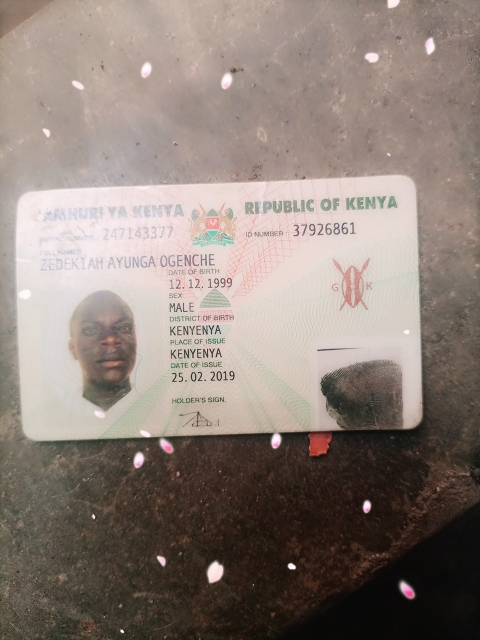 JAMHURI YA KENYA REPUBLIC OF KENYA
247143377 ID NUMBER: 37926861
FULL NAMES
ZEDEKIAH AYUNGA OGENCHE
DATE OF BIRTH
12.12.1999
SEX
MALE
DISTRICT OF BIRTH
KENYENYA
PLACE OF ISSUE
KENYENYA
DATE OF ISSUE
25.02.2019
HOLDER'S SIGN.
G K